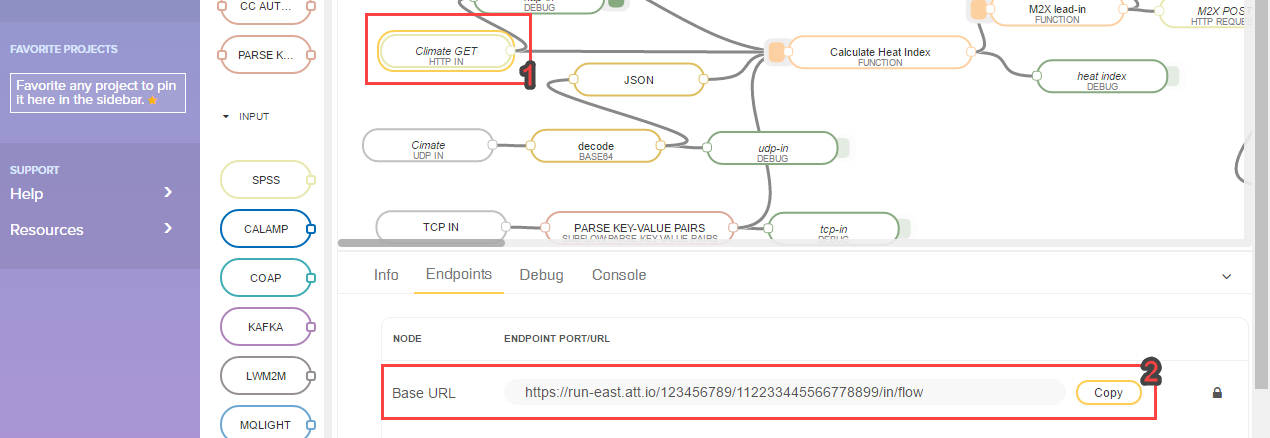 CC AUT...
PARSE K...
FAVORITE PROJECTS
Favorite any project to pin
it here in the sidebar.
SUPPORT
Help
Resources
INPUT
SPSS
CALAMP
COAP
KAFKA
LWM2M
MQLIGHT
DEBUG
M2X lead-in
FUNCTION
M2X POST
HTTP REQUE
Climate GET
HTTP IN
1
Calculate Heat Index
FUNCTION
JSON
heat index
DEBUG
Cimate
UDP IN
decode
BASE64
udp-in
DEBUG
TCP IN
PARSE KEY-VALUE PAIRS
SUBFLOW:PARSE KEY-VALUE PAIRS
tcp-in
DEBUG
Info
Endpoints
Debug
Console
NODE
ENDPOINT PORT/URL
Base URL
https://run-east.att.io/123456789/112233445566778899/in/flow
Copy
2